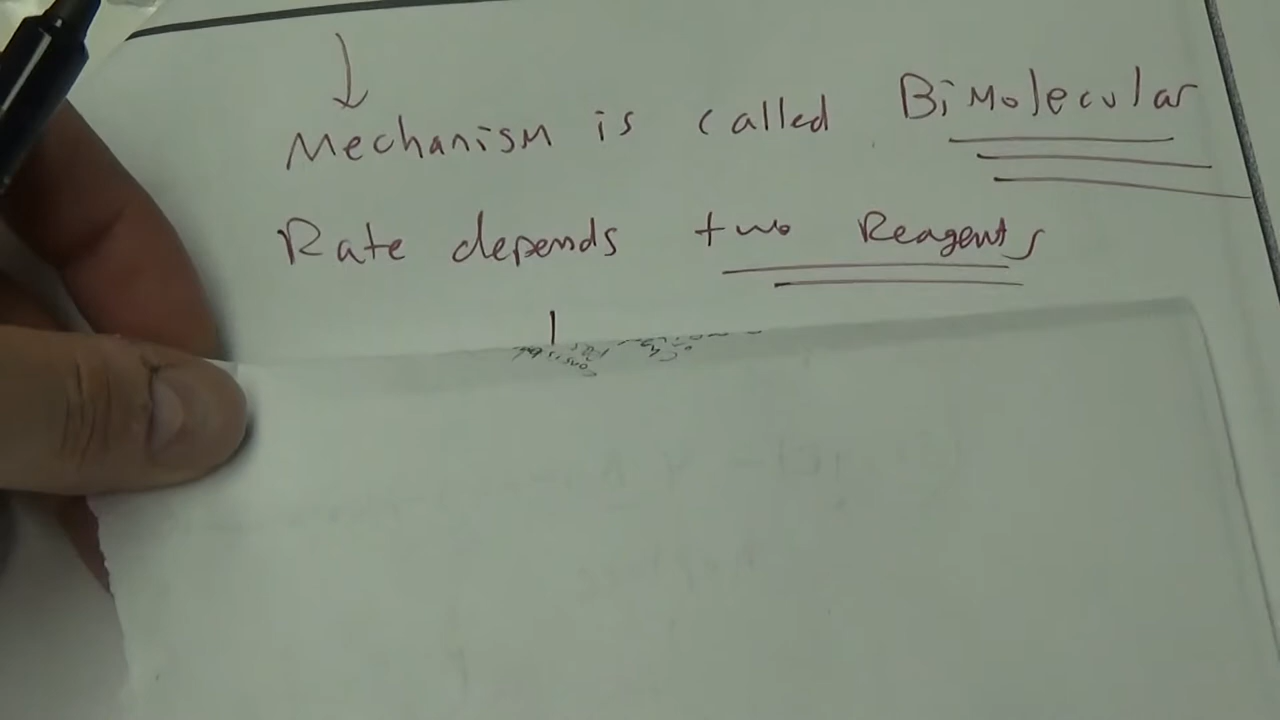 Mechanism is called Bimolecular
Rate depends two Reagents